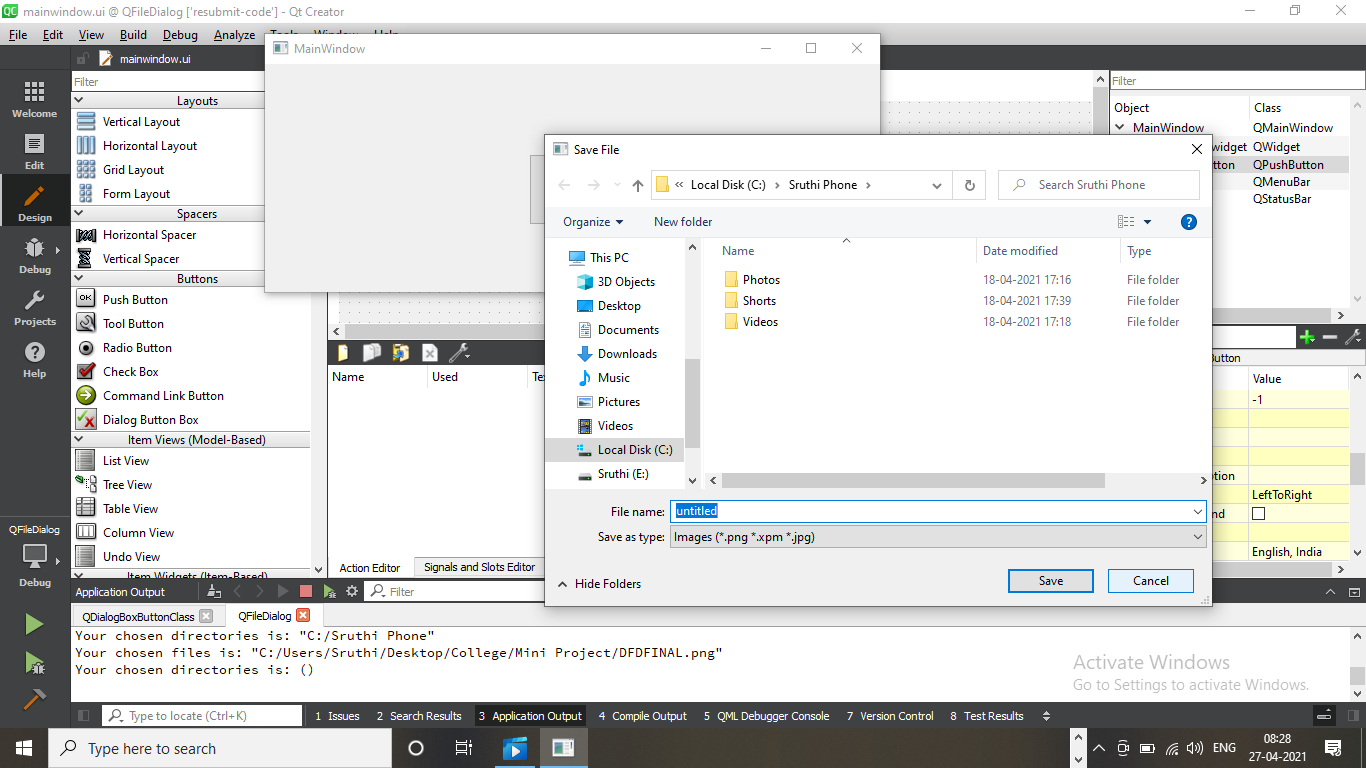 mainwindow.ui @ QFileDialog ['resubmit-code'] - Qt Creator
File Edit View Build Debug Analyze Tools Window Help
mainwindow.ui
Welcome
Edit
Design
Debug
Projects
Help
QFileDialog
Debug
Filter
Layouts
Vertical Layout
Horizontal Layout
Grid Layout
Form Layout
Spacers
Horizontal Spacer
Vertical Spacer
Buttons
Push Button
Tool Button
Radio Button
Check Box
Command Link Button
Dialog Button Box
Item Views (Model-Based)
List View
Tree View
Table View
Column View
Undo View
Item Widgets (Item-Based)
MainWindow
Save File
Local Disk (C:) Sruthi Phone
Search Sruthi Phone
Organize New folder
This PC
3D Objects
Desktop
Documents
Downloads
Music
Pictures
Videos
Local Disk (C:)
Sruthi (E:)
Name Date modified Type
Photos 18-04-2021 17:16 File folder
Shorts 18-04-2021 17:39 File folder
Videos 18-04-2021 17:18 File folder
File name: untitled
Save as type: Images (*.png *.xpm *.jpg)
Hide Folders
Save Cancel
Filter
Object Class
MainWindow QMainWindow
widget QWidget
tton QPushButton
QMenuBar
QStatusBar
Button
Value
-1
tion
LeftToRight
nd
English, India
Name Used Te
Action Editor Signals and Slots Editor
Application Output
Filter
QDialogBoxButtonClass QFileDialog
Your chosen directories is: "C:/Sruthi Phone"
Your chosen files is: "C:/Users/Sruthi/Desktop/College/Mini Project/DFDFINAL.png"
Your chosen directories is: ()
Activate Windows
Go to Settings to activate Windows.
Type to locate (Ctrl+K)
1 Issues 2 Search Results 3 Application Output 4 Compile Output 5 QML Debugger Console 7 Version Control 8 Test Results
Type here to search
ENG
08:28
27-04-2021